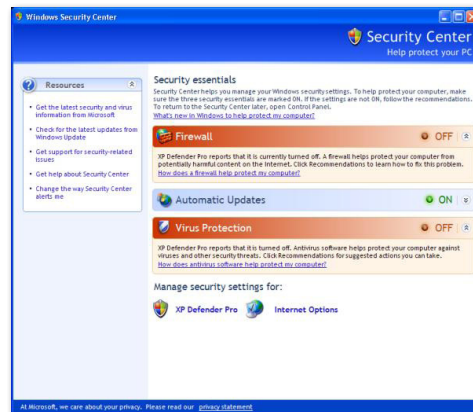 Windows Security Center
Security Center
Help protect your PC
Resources
Get the latest security and virus
information from Microsoft
Check for the latest updates from
Windows Update
Get support for security-related
issues
Get help about Security Center
Change the way Security Center
alerts me
Security essentials
Security Center helps you manage your Windows security settings. To help protect your computer, make
sure the three security essentials are marked ON. If the settings are not ON, follow the recommendations.
To return to the Security Center later, open Control Panel.
What's new in Windows to help protect my computer?
Firewall OFF
XP Defender Pro reports that it is currently turned off. A firewall helps protect your computer from
potentially harmful content on the Internet. Click Recommendations to learn how to fix this problem.
How does a firewall help protect my computer?
Automatic Updates ON
Virus Protection OFF
XP Defender Pro reports that it is turned off. Antivirus software helps protect your computer against
viruses and other security threats. Click Recommendations for suggested actions you can take.
How does antivirus software help protect my computer?
Manage security settings for:
XP Defender Pro Internet Options
At Microsoft, we care about your privacy. Please read our privacy statement